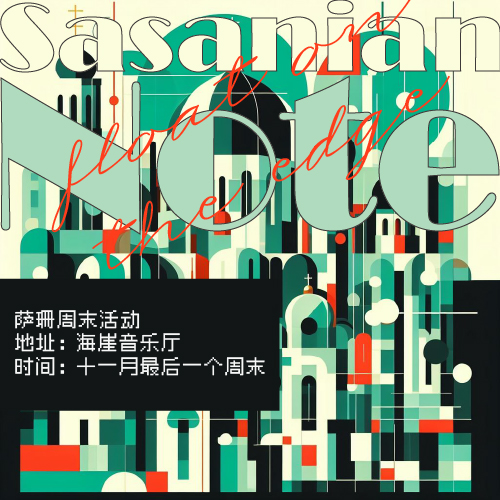 Sasanian
Note
float on
the edge
萨珊周末活动
地址：海崖音乐厅
时间：十一月最后一个周末